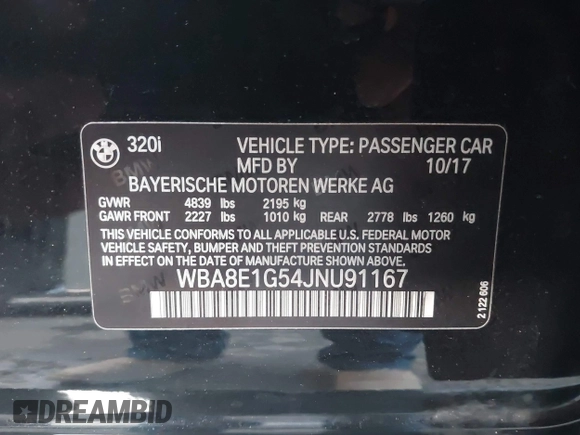 320i VEHICLE TYPE: PASSENGER CAR
MFD BY 10/17
BAYERISCHE MOTOREN WERKE AG
GVWR 4839 lbs 2195 kg
GAWR FRONT 2227 lbs 1010 kg REAR 2778 lbs 1260 kg
THIS VEHICLE CONFORMS TO ALL APPLICABLE U.S. FEDERAL MOTOR
VEHICLE SAFETY, BUMPER AND THEFT PREVENTION STANDARDS
IN EFFECT ON THE DATE OF MANUFACTURE SHOWN ABOVE
WBA8E1G54JNU91167
2 122 606
DREAMBID